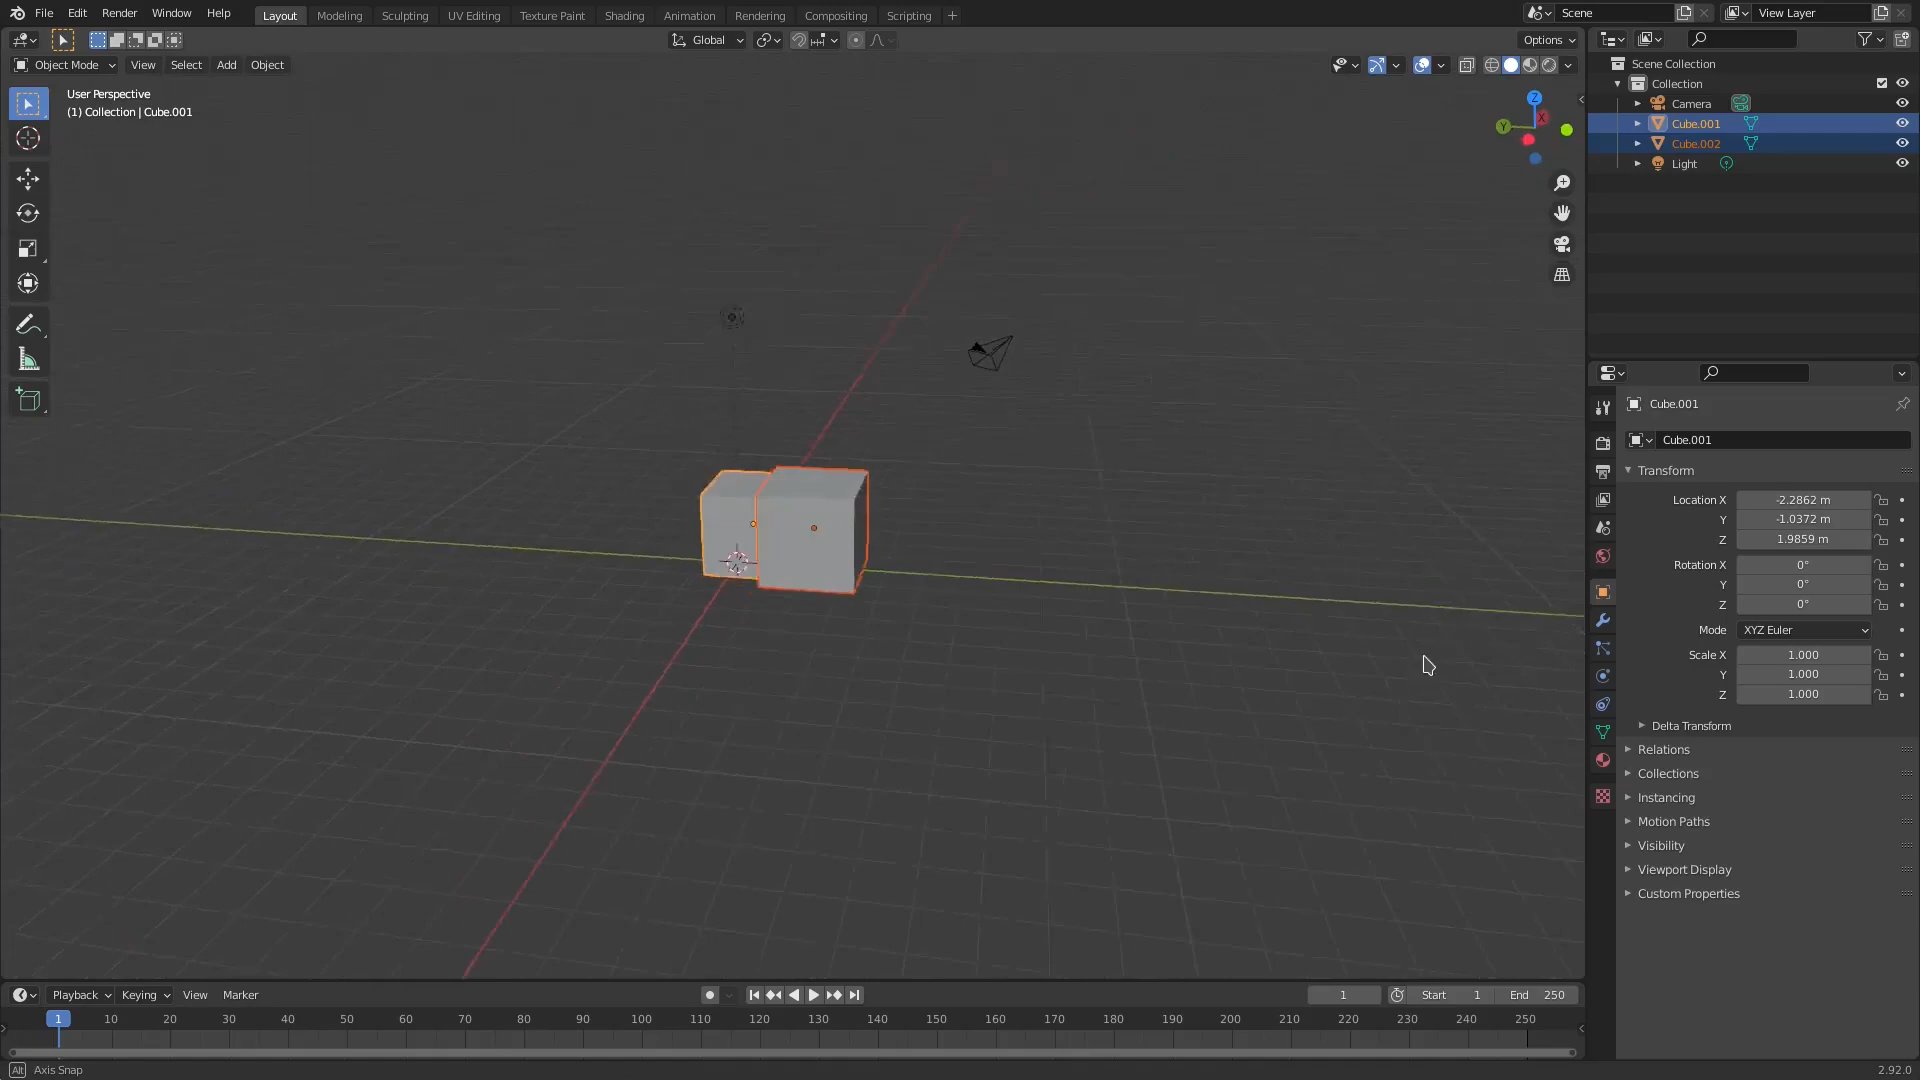 File Edit Render Window Help Layout Modeling Sculpting UV Editing Texture Paint Shading Animation Rendering Compositing Scripting + Scene View Layer
Global Options
Object Mode View Select Add Object
User Perspective
(1) Collection | Cube.001
Z
X
Y
Scene Collection
Collection
Camera
Cube.001
Cube.002
Light
Cube.001
Cube.001
Transform
Location X -2.2862 m
Y -1.0372 m
Z 1.9859 m
Rotation X 0°
Y 0°
Z 0°
Mode XYZ Euler
Scale X 1.000
Y 1.000
Z 1.000
Delta Transform
Relations
Collections
Instancing
Motion Paths
Visibility
Viewport Display
Custom Properties
Playback Keying View Marker 1 Start 1 End 250
1 10 20 30 40 50 60 70 80 90 100 110 120 130 140 150 160 170 180 190 200 210 220 230 240 250
Alt Axis Snap 2.92.0